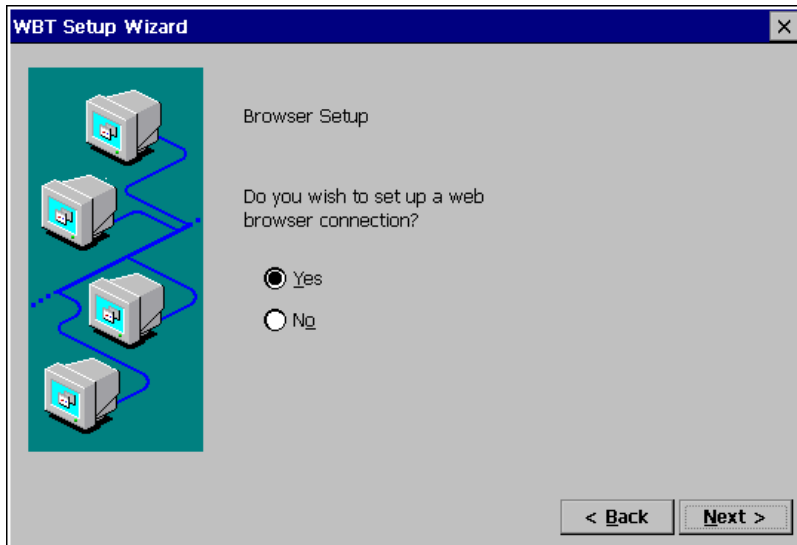 WBT Setup Wizard
Browser Setup
Do you wish to set up a web
browser connection?
Yes
No
< Back
Next >